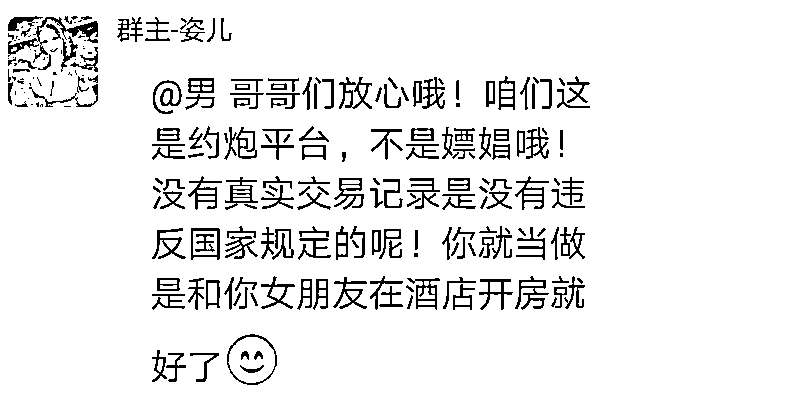 群主-姿儿
@男 哥哥们放心哦！咱们这
是约炮平台，不是嫖娼哦！
没有真实交易记录是没有违
反国家规定的呢！你就当做
是和你女朋友在酒店开房就
好了😊